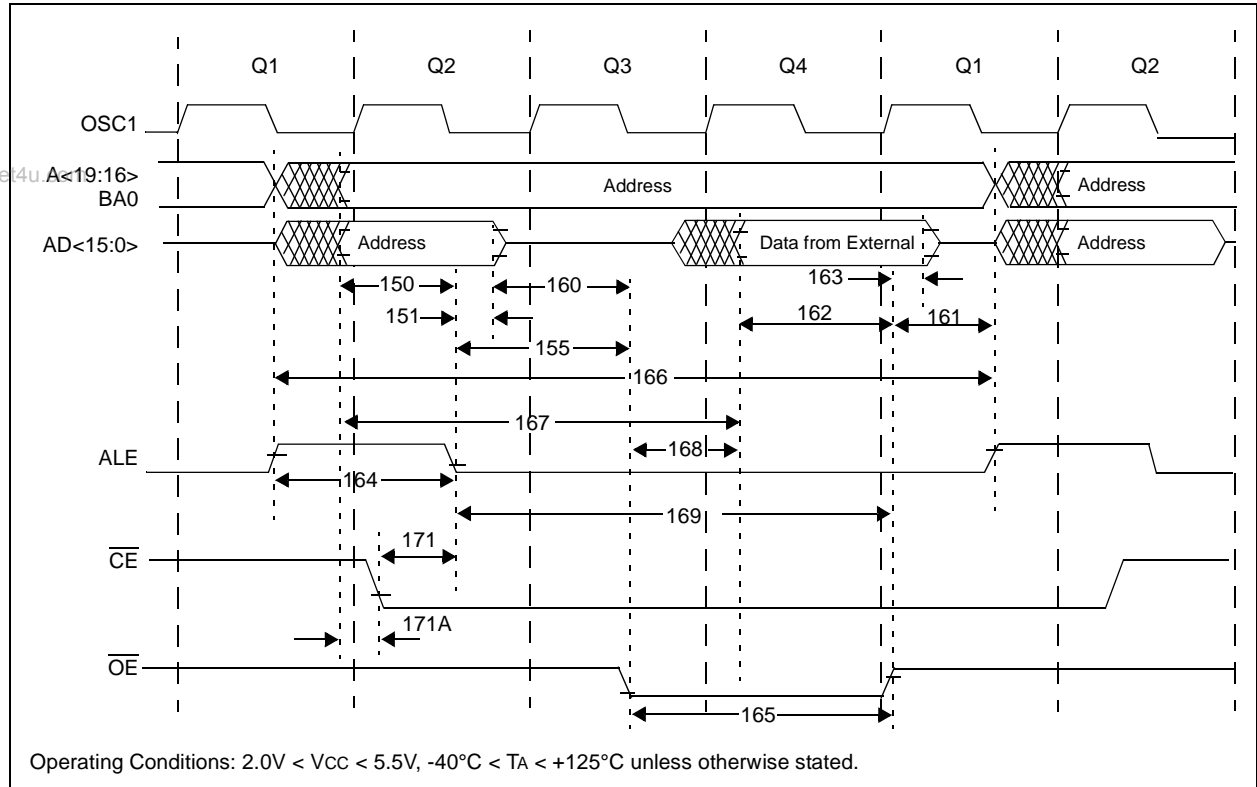 Q1 Q2 Q3 Q4 Q1 Q2
OSC1
et4u.com
A<19:16>
BA0
Address
Address
AD<15:0>
Address
Data from External
Address
150
160
163
151
162
161
155
166
167
168
ALE
164
169
171
CE
171A
OE
165
Operating Conditions: 2.0V < VCC < 5.5V, -40°C < TA < +125°C unless otherwise stated.